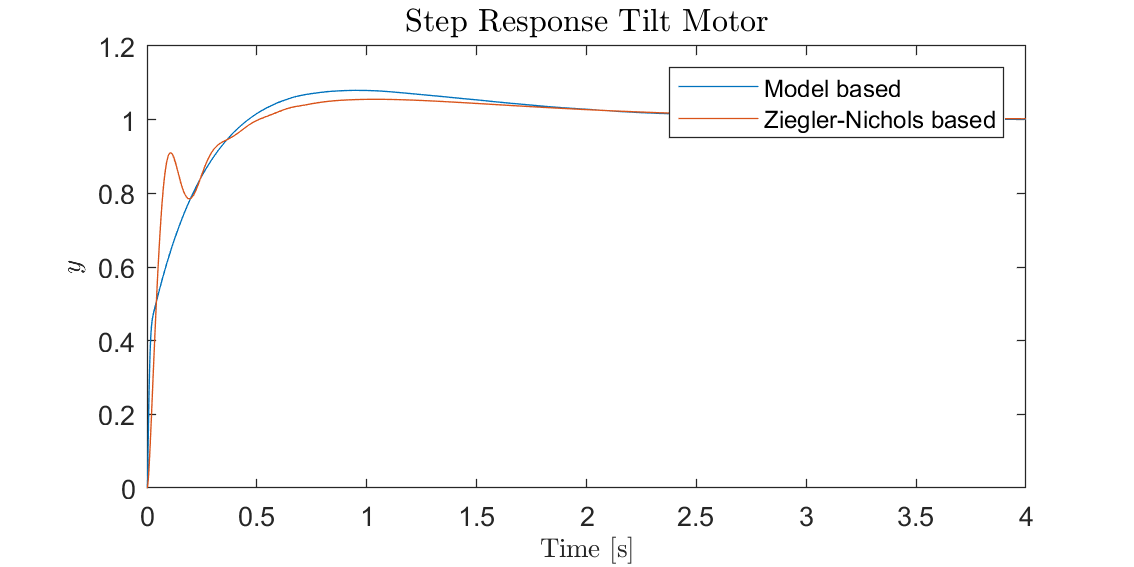 Step Response Tilt Motor
1.2
1
0.8
0.6
0.4
0.2
0
y
Model based
Ziegler-Nichols based
0 0.5 1 1.5 2 2.5 3 3.5 4
Time [s]